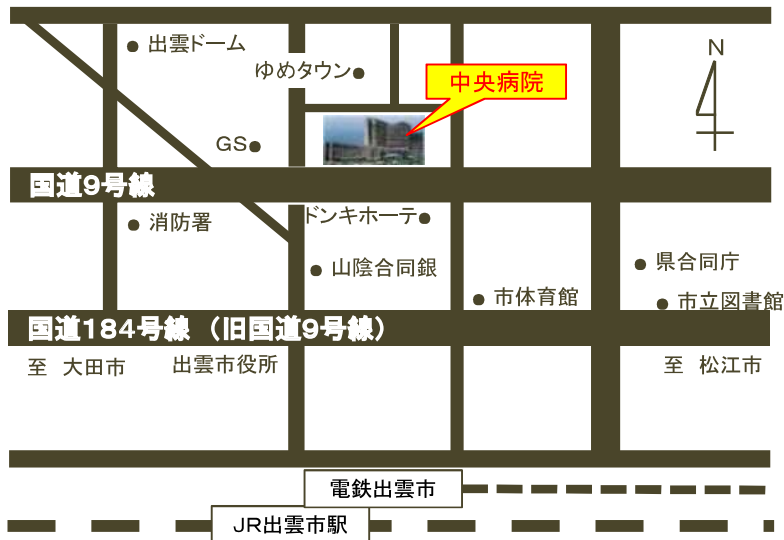 出雲ドーム
ゆめタウン
中央病院
N
GS
国道9号線
消防署
ドンキホーテ
山陰合同銀
県合同庁
市体育館
市立図書館
国道184号線（旧国道9号線）
至 大田市
出雲市役所
至 松江市
電鉄出雲市
JR出雲市駅